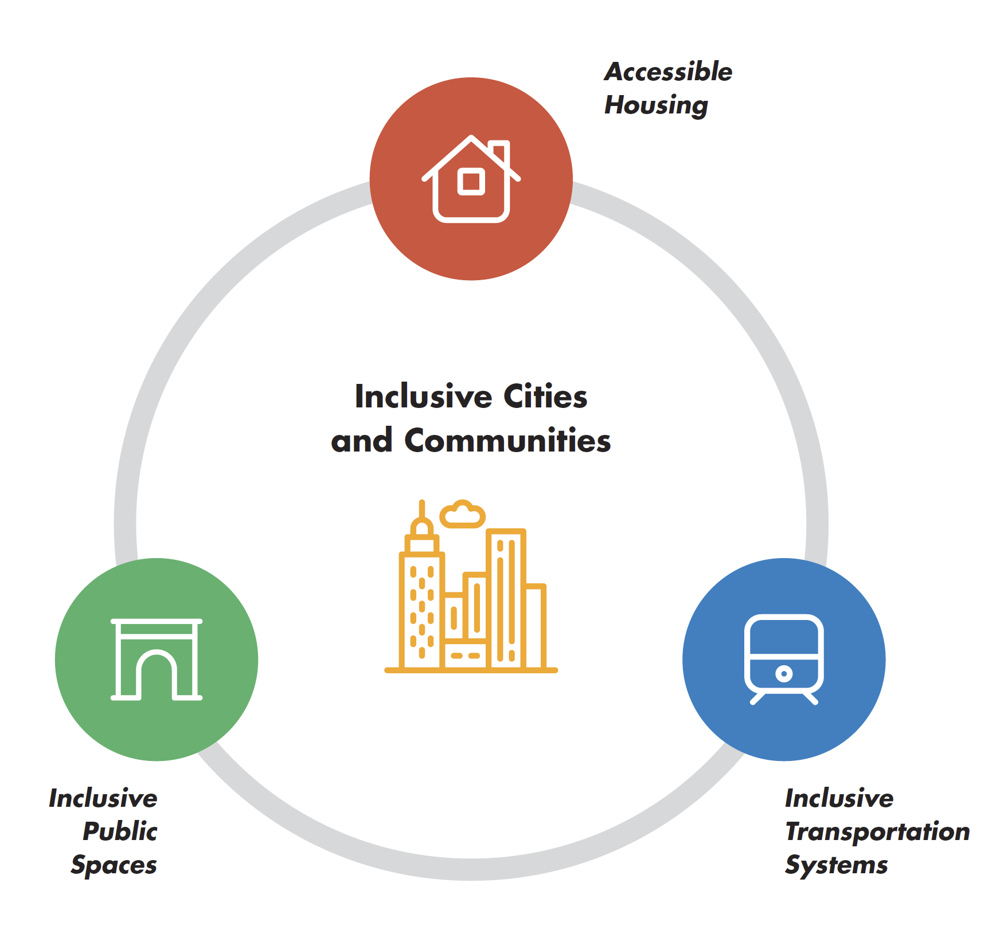 Accessible
Housing
Inclusive Cities
and Communities
Inclusive
Public
Spaces
Inclusive
Transportation
Systems